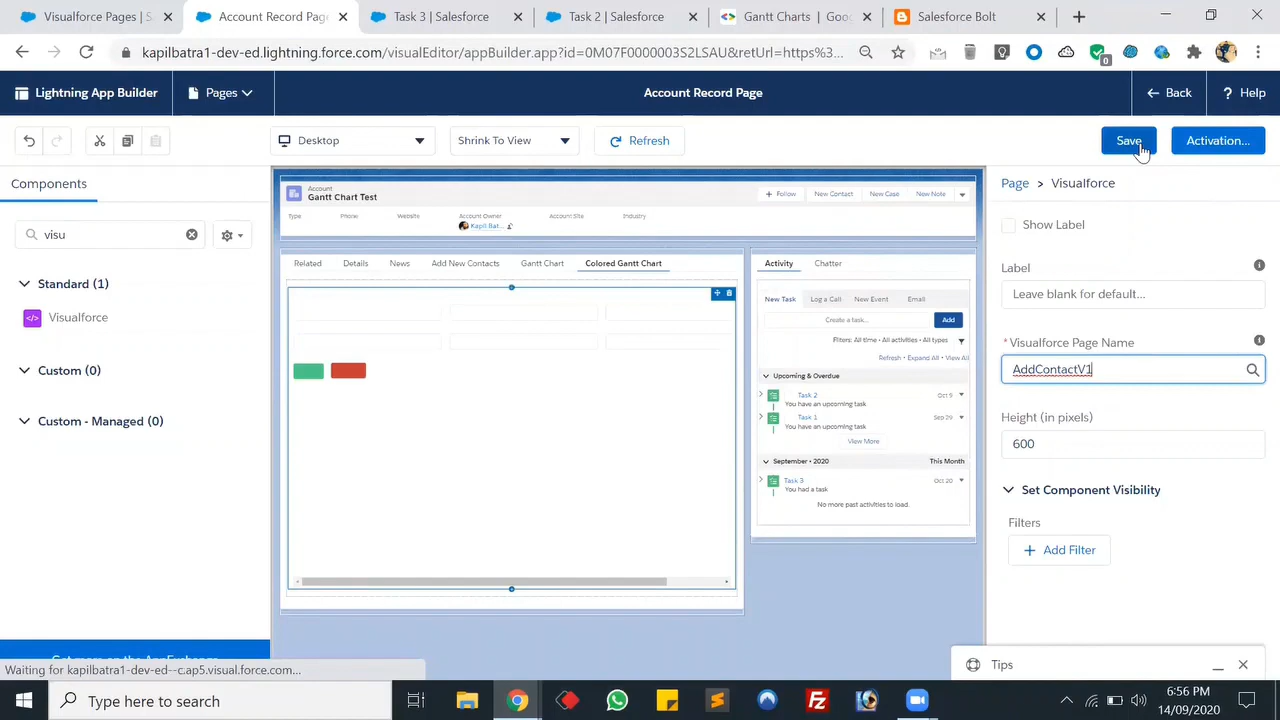 Visualforce Pages | S
Account Record Page
Task 3 | Salesforce
Task 2 | Salesforce
Gantt Charts | Goo
Salesforce Bolt
kapilbatra1-dev-ed.lightning.force.com/visualEditor/appBuilder.app?id=0M07F0000003S2LSAU&retUrl=https%3...
0
Lightning App Builder
Pages
Account Record Page
Back
? Help
Desktop
Shrink To View
Refresh
Save
Activation...
Components
visu
Standard (1)
Visualforce
Custom (0)
Custom - Managed (0)
Account
Gantt Chart Test
+ Follow
New Contact
New Case
New Note
Type
Phone
Website
Account Owner
Account Site
Industry
Kapil Bat...
Related
Details
News
Add New Contacts
Gantt Chart
Colored Gantt Chart
Activity
Chatter
New Task
Log a Call
New Event
Email
Create a task...
Add
Filters: All time • All activities • All types
Refresh • Expand All • View All
Upcoming & Overdue
Task 2
Oct 9
You have an upcoming task
Task 1
Sep 29
You have an upcoming task
View More
September • 2020
This Month
Task 3
Oct 20
You had a task
No more past activities to load.
Page > Visualforce
Show Label
Label
Leave blank for default...
* Visualforce Page Name
AddContactV1
Height (in pixels)
600
Set Component Visibility
Filters
+ Add Filter
Tips
Waiting for kapilbatra1-dev-ed--c.ap5.visual.force.com...
Type here to search
6:56 PM
14/09/2020